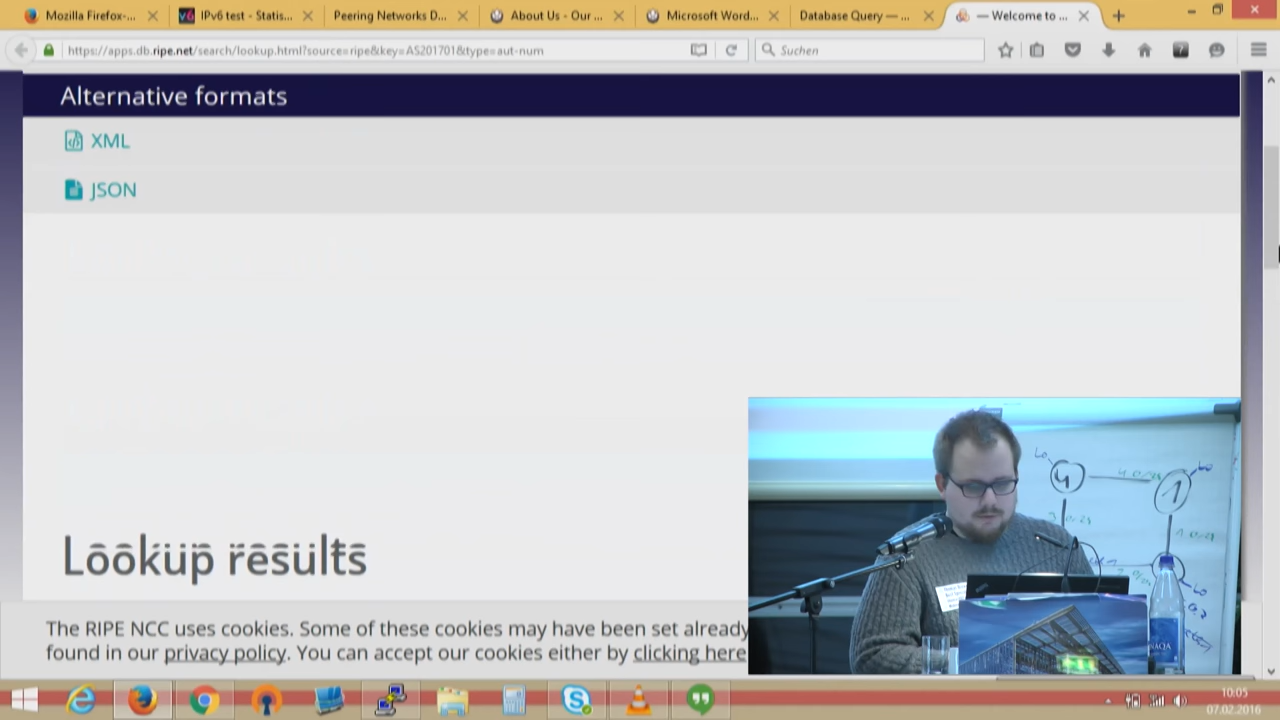 Mozilla Firefox-...
IPv6 test - Statis...
Peering Networks D...
About Us - Our ...
Microsoft Word...
Database Query — ...
— Welcome to ...
https://apps.db.ripe.net/search/lookup.html?source=ripe&key=AS201701&type=aut-num
Suchen
Alternative formats
XML
JSON
Lookup results
The RIPE NCC uses cookies. Some of these cookies may have been set already
found in our privacy policy. You can accept our cookies either by clicking here
4
1
NAQA
10:05
07.02.2016